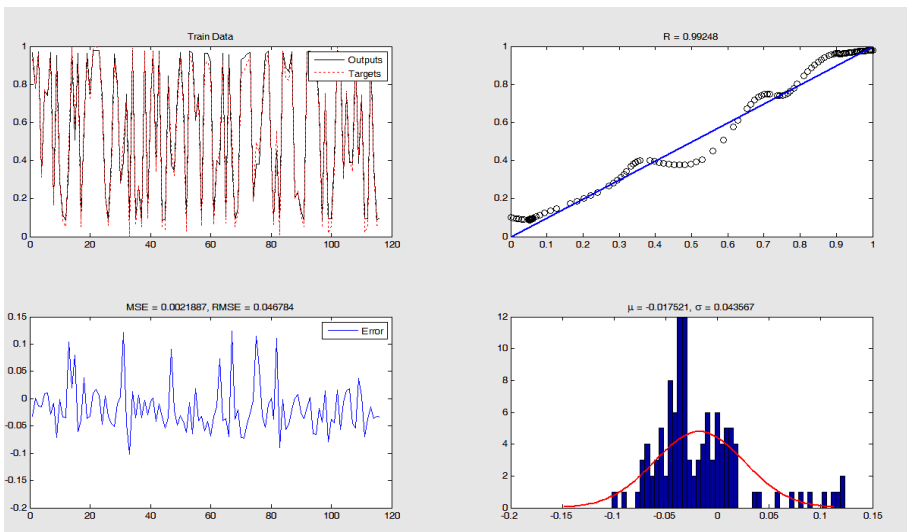 Train Data
1
0.8
0.6
0.4
0.2
0
0 20 40 60 80 100 120
Outputs
Targets
R = 0.99248
1
0.8
0.6
0.4
0.2
0
0 0.1 0.2 0.3 0.4 0.5 0.6 0.7 0.8 0.9 1
MSE = 0.0021887, RMSE = 0.046784
0.15
0.1
0.05
0
-0.05
-0.1
-0.15
-0.2
0 20 40 60 80 100 120
Error
μ = -0.017521, σ = 0.043567
12
10
8
6
4
2
0
-0.2 -0.15 -0.1 -0.05 0 0.05 0.1 0.15